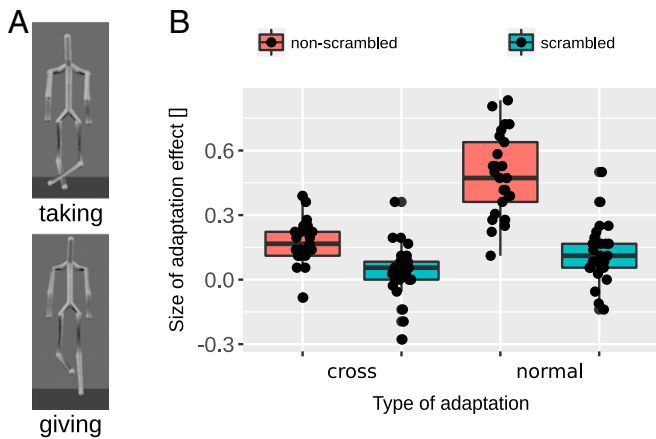 A
taking
giving
B
non-scrambled
scrambled
Size of adaptation effect []
0.6
0.3
0.0
-0.3
cross
normal
Type of adaptation